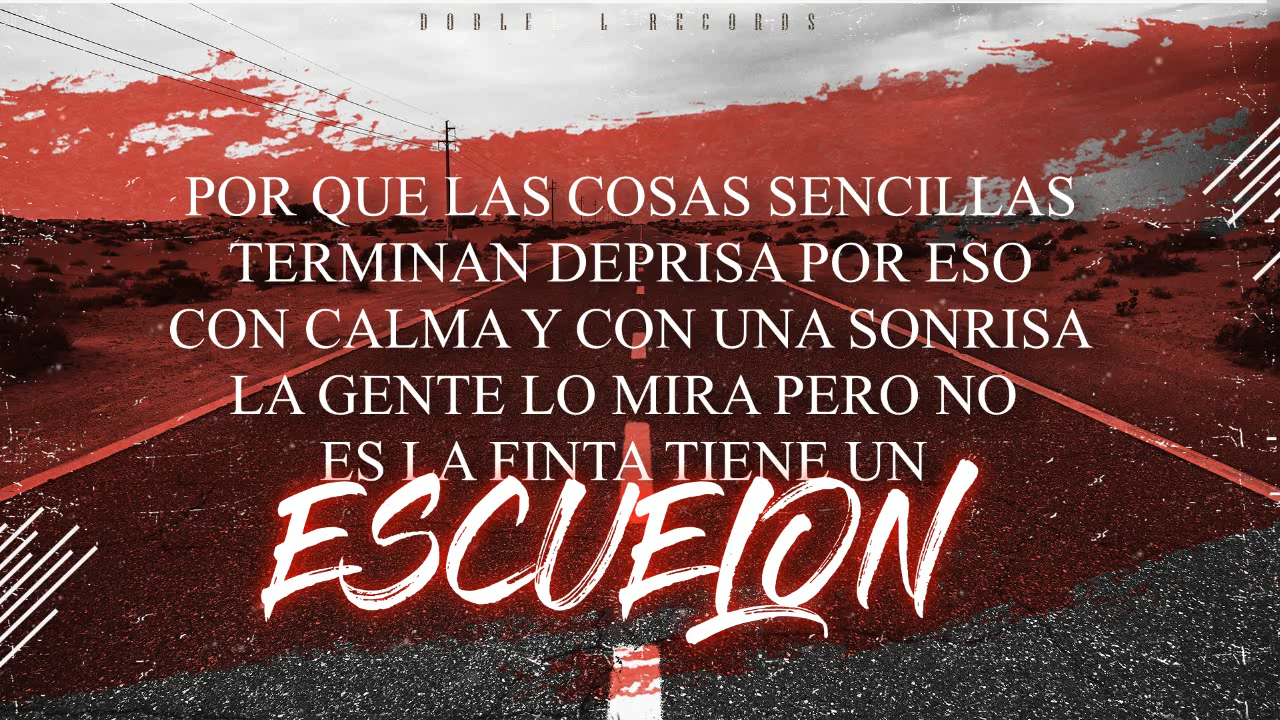 DOBLE L RECORDS
POR QUE LAS COSAS SENCILLAS
TERMINAN DEPRISA POR ESO
CON CALMA Y CON UNA SONRISA
LA GENTE LO MIRA PERO NO
ES LA FINTA TIENE UN
ESCUELON